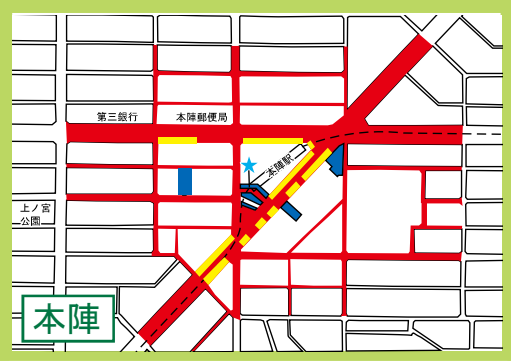 第三銀行
本陣郵便局
本陣駅
上ノ宮
公園
本陣